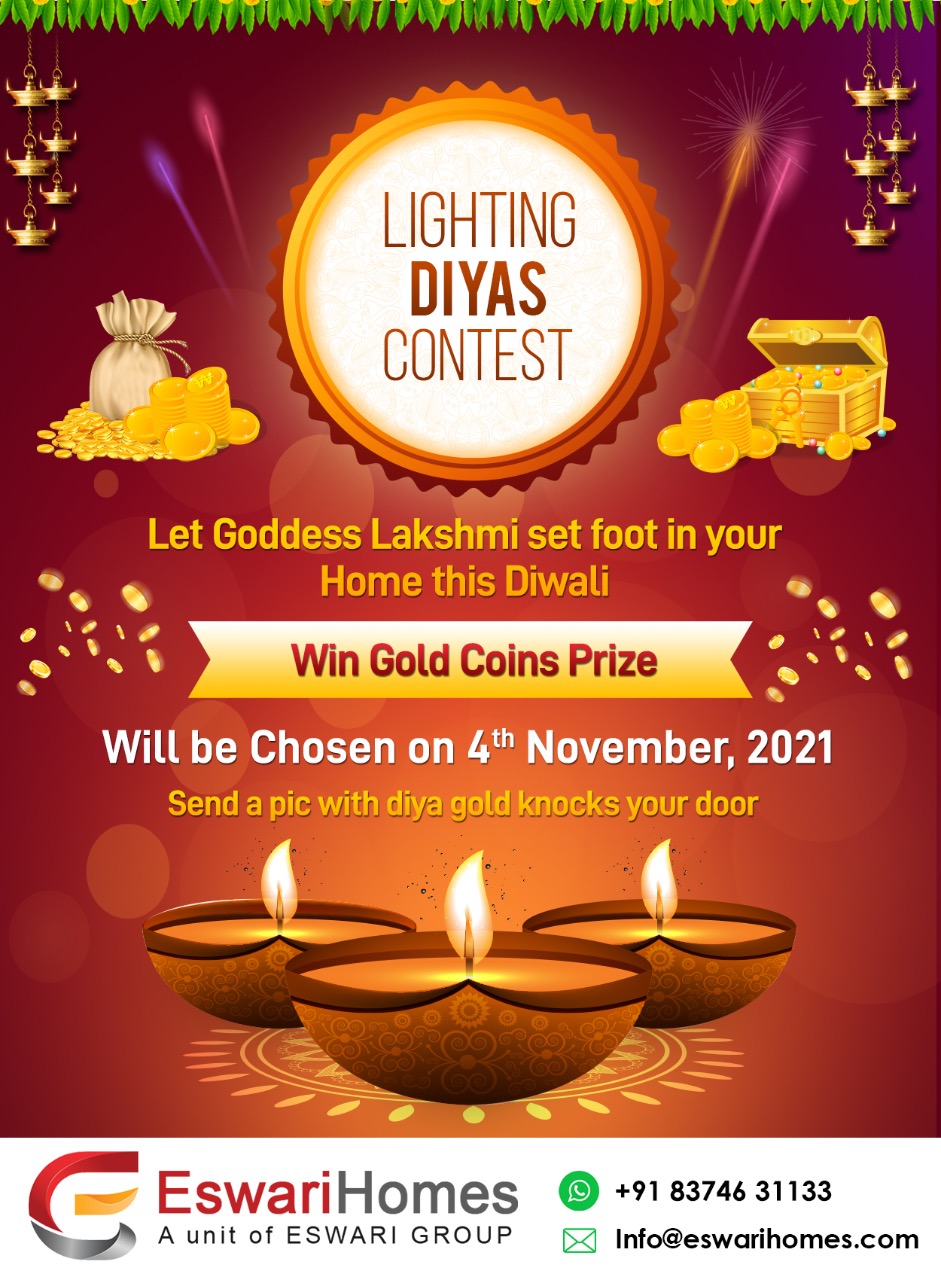 LIGHTING
DIYAS
CONTEST
Let Goddess Lakshmi set foot in your
Home this Diwali
Win Gold Coins Prize
Will be Chosen on 4th November, 2021
Send a pic with diya gold knocks your door
EswariHomes
A unit of ESWARI GROUP
+91 83746 31133
Info@eswarihomes.com